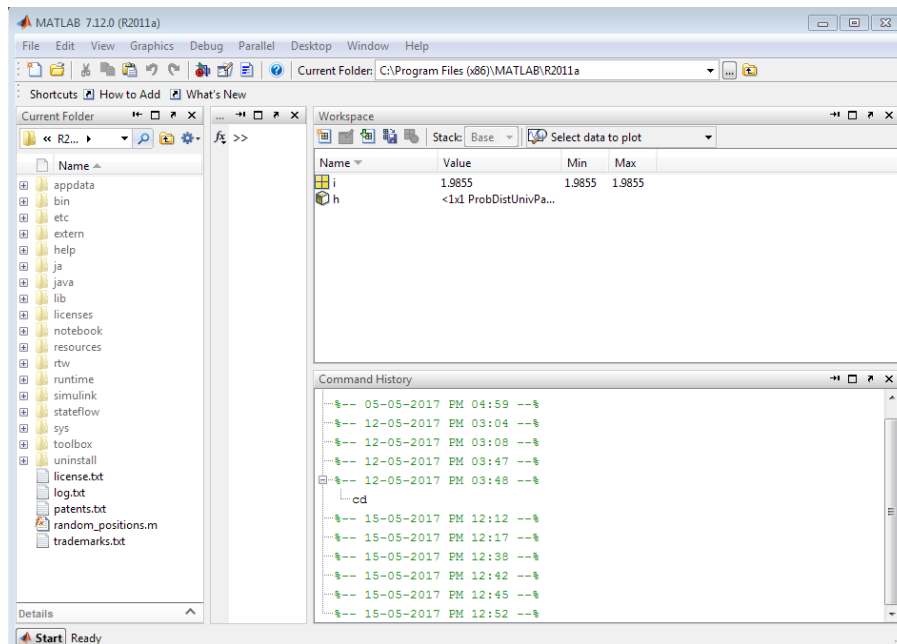 MATLAB 7.12.0 (R2011a)
File Edit View Graphics Debug Parallel Desktop Window Help
Current Folder: C:\Program Files (x86)\MATLAB\R2011a
Shortcuts How to Add What's New
Current Folder
« R2...
Name
appdata
bin
etc
extern
help
ja
java
lib
licenses
notebook
resources
rtw
runtime
simulink
stateflow
sys
toolbox
uninstall
license.txt
log.txt
patents.txt
random_positions.m
trademarks.txt
Details
...
fx >>
Workspace
Stack: Base Select data to plot
Name Value Min Max
i 1.9855 1.9855 1.9855
h <1x1 ProbDistUnivPa...
Command History
%-- 05-05-2017 PM 04:59 --%
%-- 12-05-2017 PM 03:04 --%
%-- 12-05-2017 PM 03:08 --%
%-- 12-05-2017 PM 03:47 --%
%-- 12-05-2017 PM 03:48 --%
cd
%-- 15-05-2017 PM 12:12 --%
%-- 15-05-2017 PM 12:17 --%
%-- 15-05-2017 PM 12:38 --%
%-- 15-05-2017 PM 12:42 --%
%-- 15-05-2017 PM 12:45 --%
%-- 15-05-2017 PM 12:52 --%
Start Ready